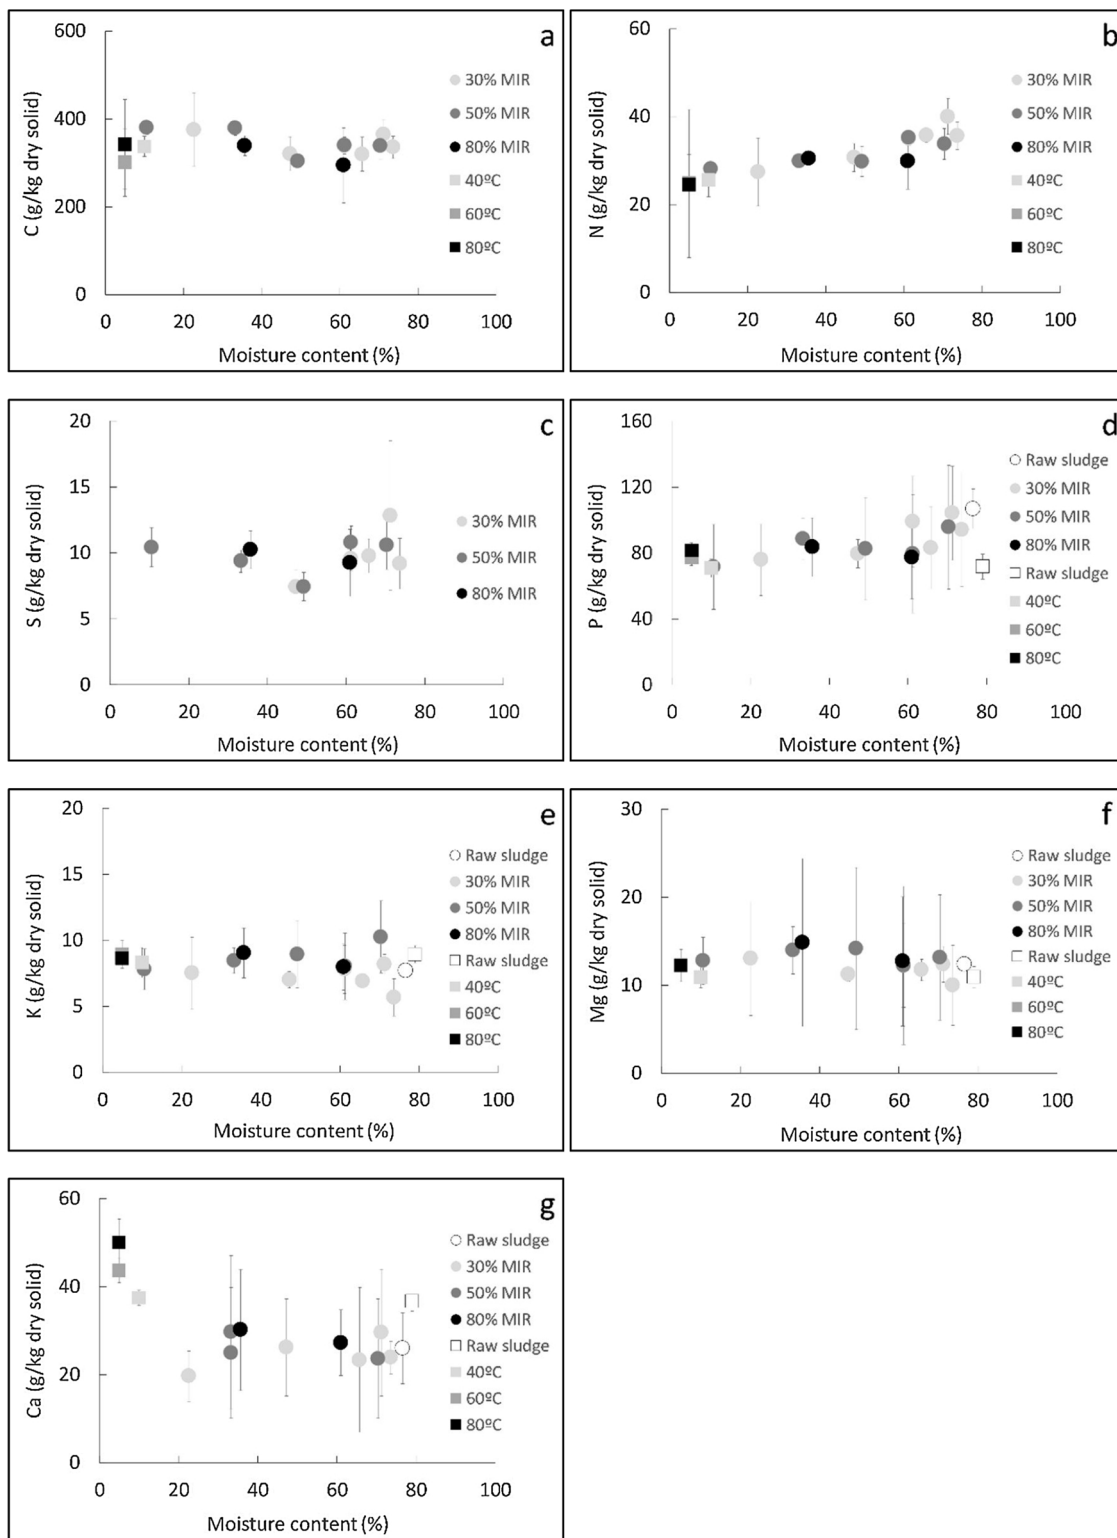 a
600
400
200
0
C (g/kg dry solid)
0 20 40 60 80 100
Moisture content (%)
30% MIR
50% MIR
80% MIR
40ºC
60ºC
80ºC
b
60
40
20
0
N (g/kg dry solid)
0 20 40 60 80 100
Moisture content (%)
30% MIR
50% MIR
80% MIR
40ºC
60ºC
80ºC
c
20
15
10
5
0
S (g/kg dry solid)
0 20 40 60 80 100
Moisture content (%)
30% MIR
50% MIR
80% MIR
d
160
120
80
40
0
P (g/kg dry solid)
0 20 40 60 80 100
Moisture content (%)
Raw sludge
30% MIR
50% MIR
80% MIR
Raw sludge
40ºC
60ºC
80ºC
e
20
15
10
5
0
K (g/kg dry solid)
0 20 40 60 80 100
Moisture content (%)
Raw sludge
30% MIR
50% MIR
80% MIR
Raw sludge
40ºC
60ºC
80ºC
f
30
20
10
0
Mg (g/kg dry solid)
0 20 40 60 80 100
Moisture content (%)
Raw sludge
30% MIR
50% MIR
80% MIR
Raw sludge
40ºC
60ºC
80ºC
g
60
40
20
0
Ca (g/kg dry solid)
0 20 40 60 80 100
Moisture content (%)
Raw sludge
30% MIR
50% MIR
80% MIR
Raw sludge
40ºC
60ºC
80ºC